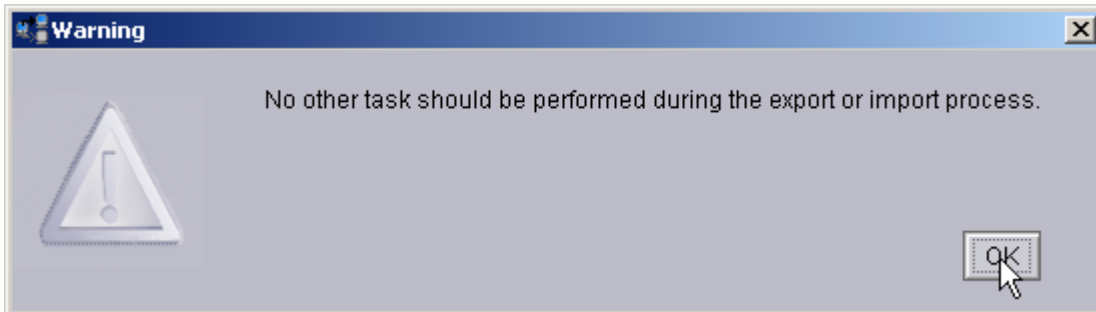 Warning
No other task should be performed during the export or import process.
OK